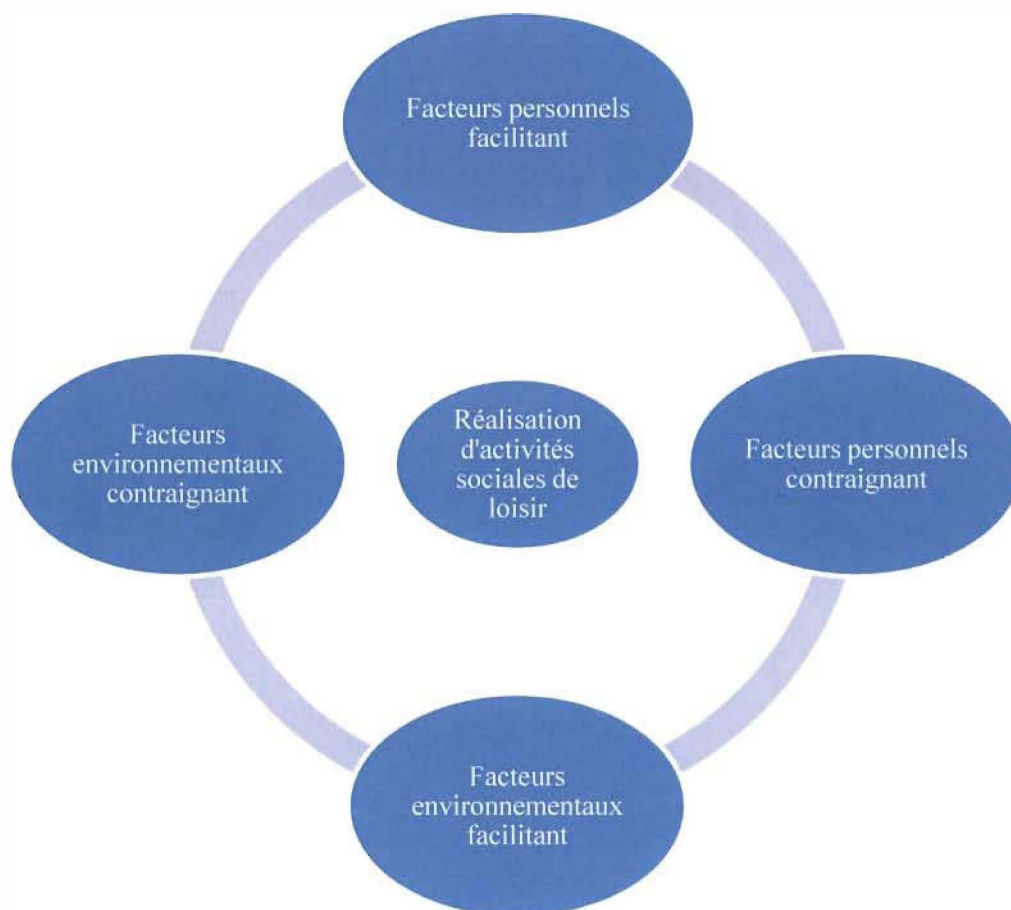 Facteurs personnels
facilitant
Facteurs
environnementaux
contraignant
Réalisation
d'activités
sociales de
loisir
Facteurs personnels
contraignant
Facteurs
environnementaux
facilitant